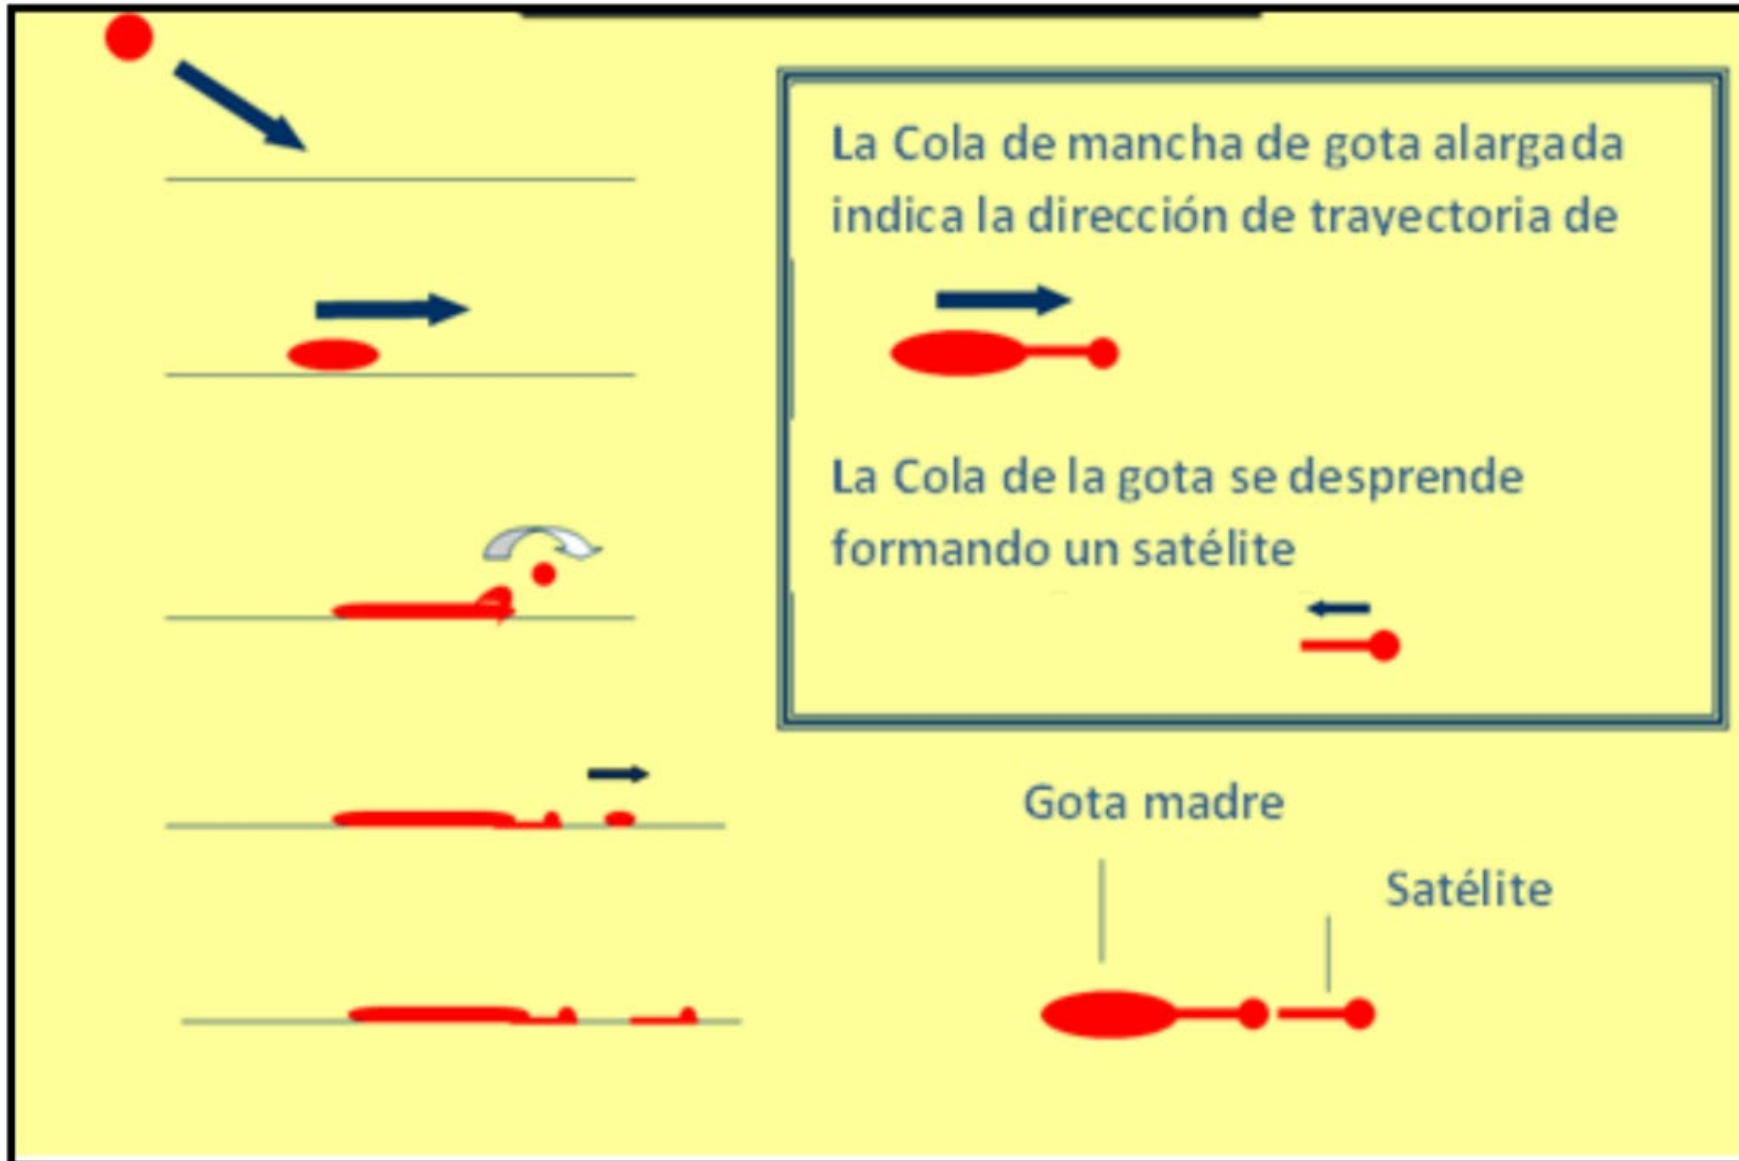 La Cola de mancha de gota alargada
indica la dirección de trayectoria de
La Cola de la gota se desprende
formando un satélite
Gota madre
Satélite